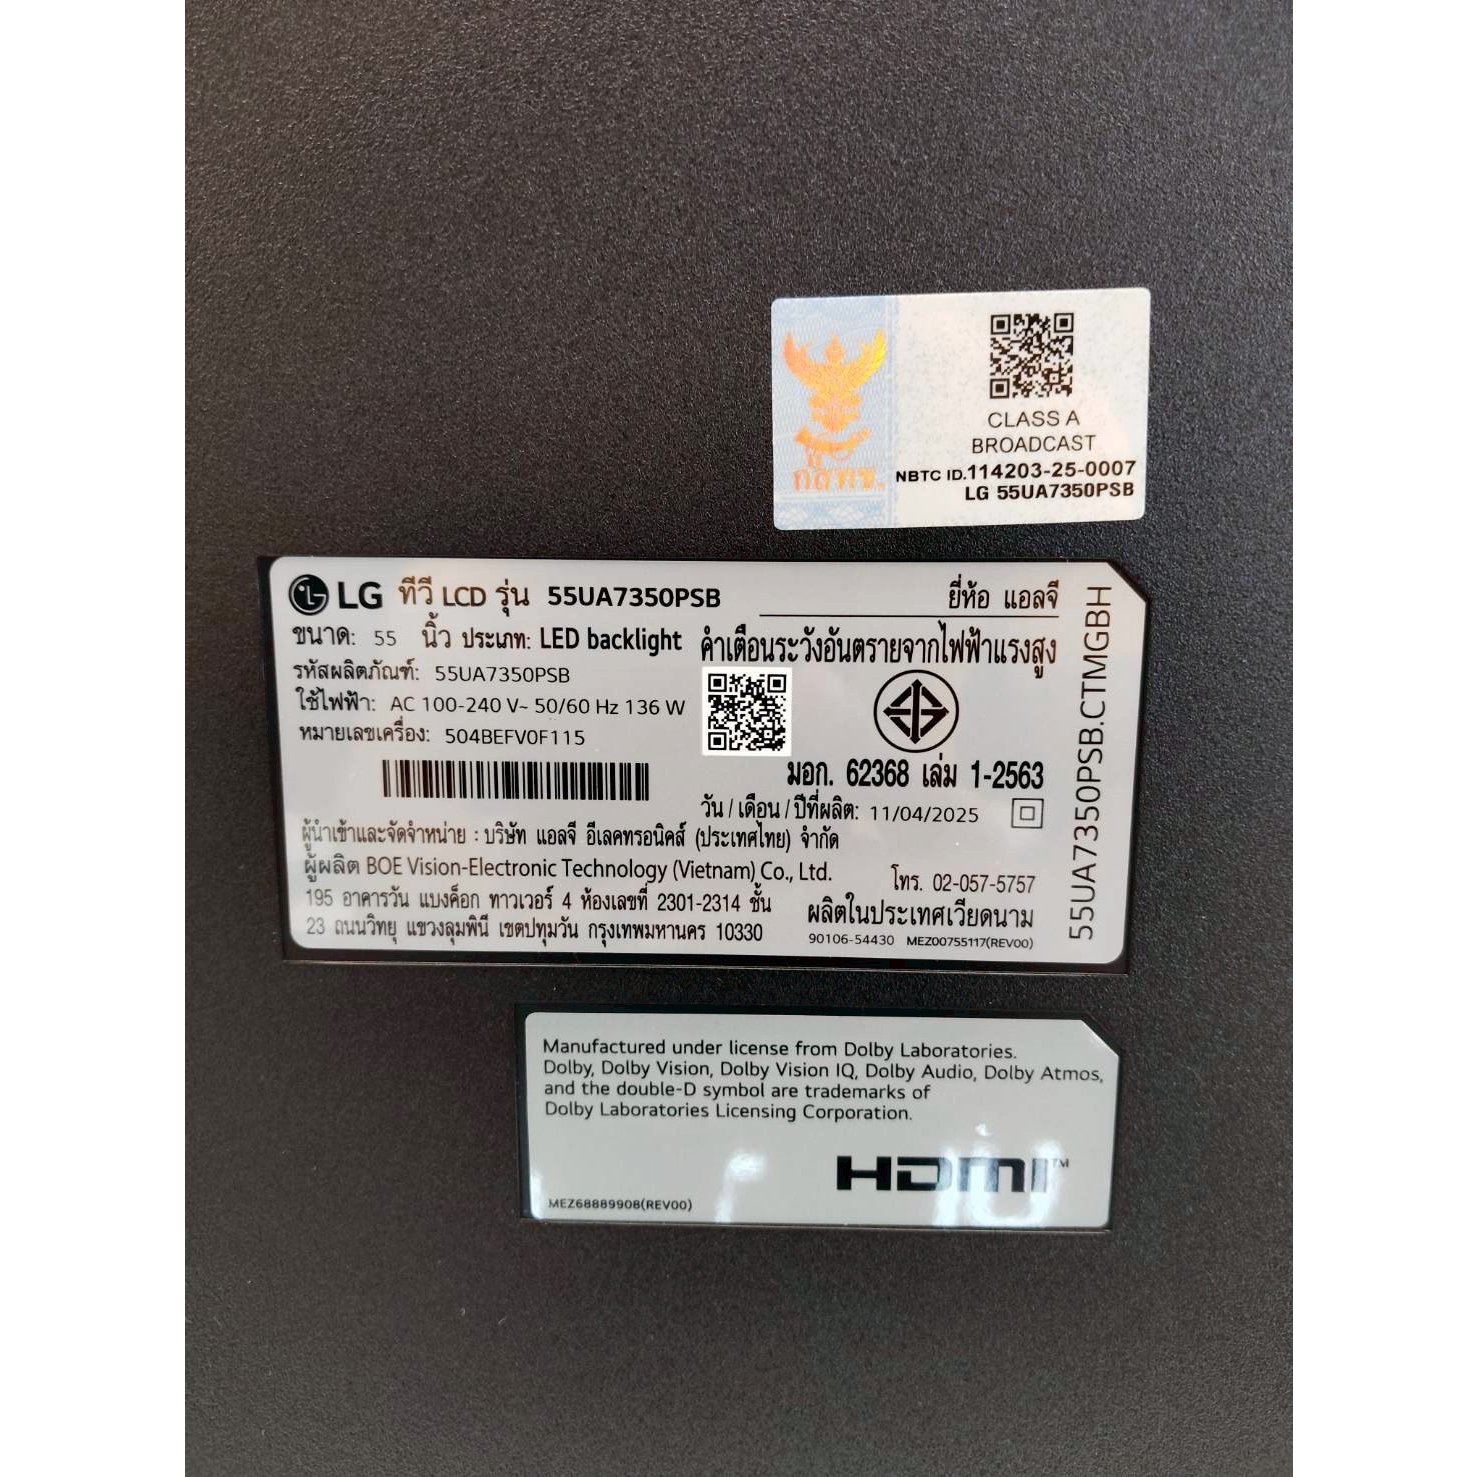 กสทช.
CLASS A
BROADCAST
NBTC ID.114203-25-0007
LG 55UA7350PSB
LG ทีวี LCD รุ่น 55UA7350PSB
ยี่ห้อ แอลจี
ขนาด: 55 นิ้ว ประเภท: LED backlight
คำเตือนระวังอันตรายจากไฟฟ้าแรงสูง
รหัสผลิตภัณฑ์: 55UA7350PSB
ใช้ไฟฟ้า: AC 100-240 V~ 50/60 Hz 136 W
หมายเลขเครื่อง: 504BEFV0F115
มอก. 62368 เล่ม 1-2563
วัน / เดือน / ปีที่ผลิต: 11/04/2025
ผู้นำเข้าและจัดจำหน่าย : บริษัท แอลจี อีเลคทรอนิคส์ (ประเทศไทย) จำกัด
ผู้ผลิต BOE Vision-Electronic Technology (Vietnam) Co., Ltd.
โทร. 02-057-5757
195 อาคารวัน แบงค็อก ทาวเวอร์ 4 ห้องเลขที่ 2301-2314 ชั้น
23 ถนนวิทยุ แขวงลุมพินี เขตปทุมวัน กรุงเทพมหานคร 10330
ผลิตในประเทศเวียดนาม
90106-54430 MEZ00755117(REV00)
55UA7350PSB.CTMGBH
Manufactured under license from Dolby Laboratories.
Dolby, Dolby Vision, Dolby Vision IQ, Dolby Audio, Dolby Atmos,
and the double-D symbol are trademarks of
Dolby Laboratories Licensing Corporation.
HDMI™
MEZ68889908(REV00)